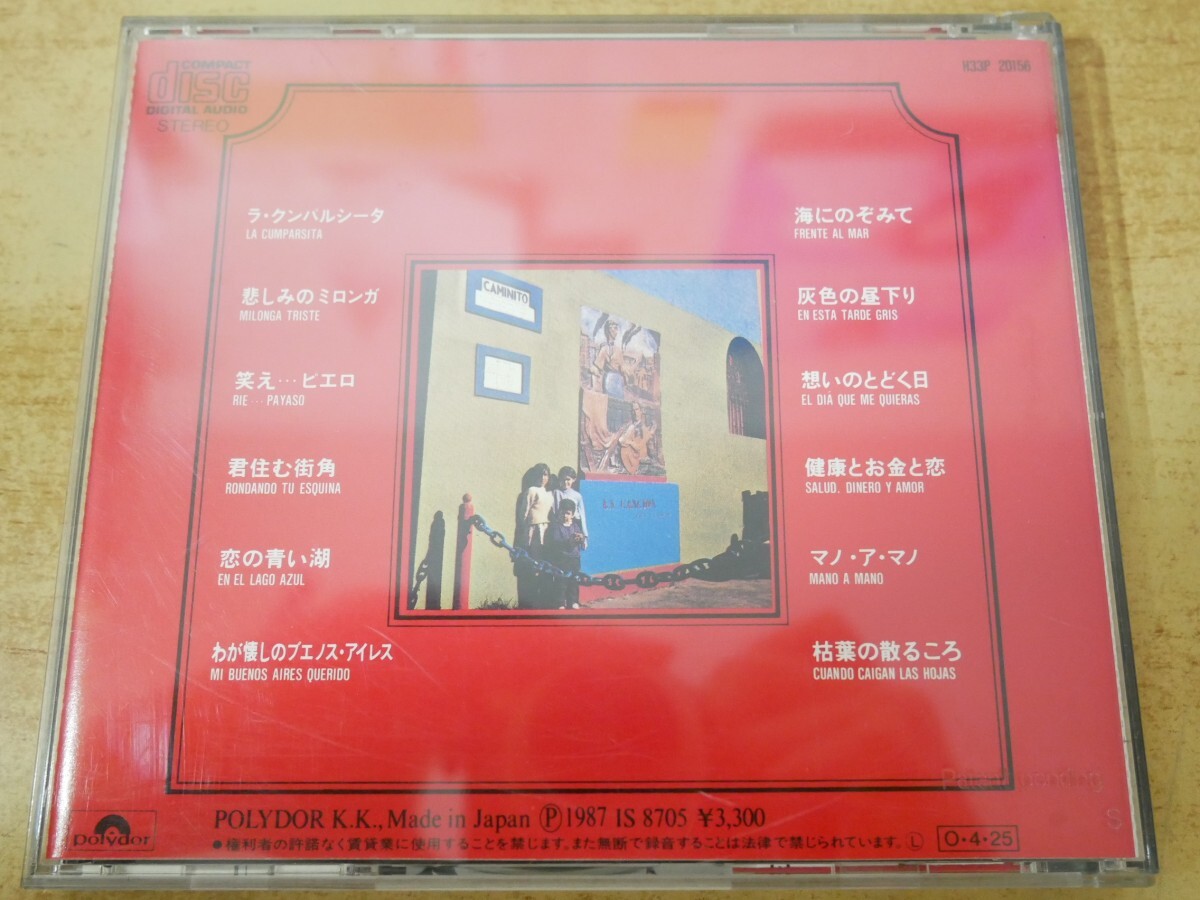 COMPACT
disc
DIGITAL AUDIO
STEREO
H33P 20156
ラ・クンパルシータ
LA CUMPARSITA
悲しみのミロンガ
MILONGA TRISTE
笑え…ピエロ
RIE… PAYASO
君住む街角
RONDANDO TU ESQUINA
恋の青い湖
EN EL LAGO AZUL
わが懐しのブエノス・アイレス
MI BUENOS AIRES QUERIDO
CAMINITO
海にのぞみて
FRENTE AL MAR
灰色の昼下り
EN ESTA TARDE GRIS
想いのとどく日
EL DIA QUE ME QUIERAS
健康とお金と恋
SALUD, DINERO Y AMOR
マノ・ア・マノ
MANO A MANO
枯葉の散るころ
CUANDO CAIGAN LAS HOJAS
polydor
POLYDOR K.K., Made in Japan Ⓟ1987 IS 8705 ¥3,300
●権利者の許諾なく賃貸業に使用することを禁じます。また無断で録音することは法律で禁じられています。Ⓛ
O・4・25
S